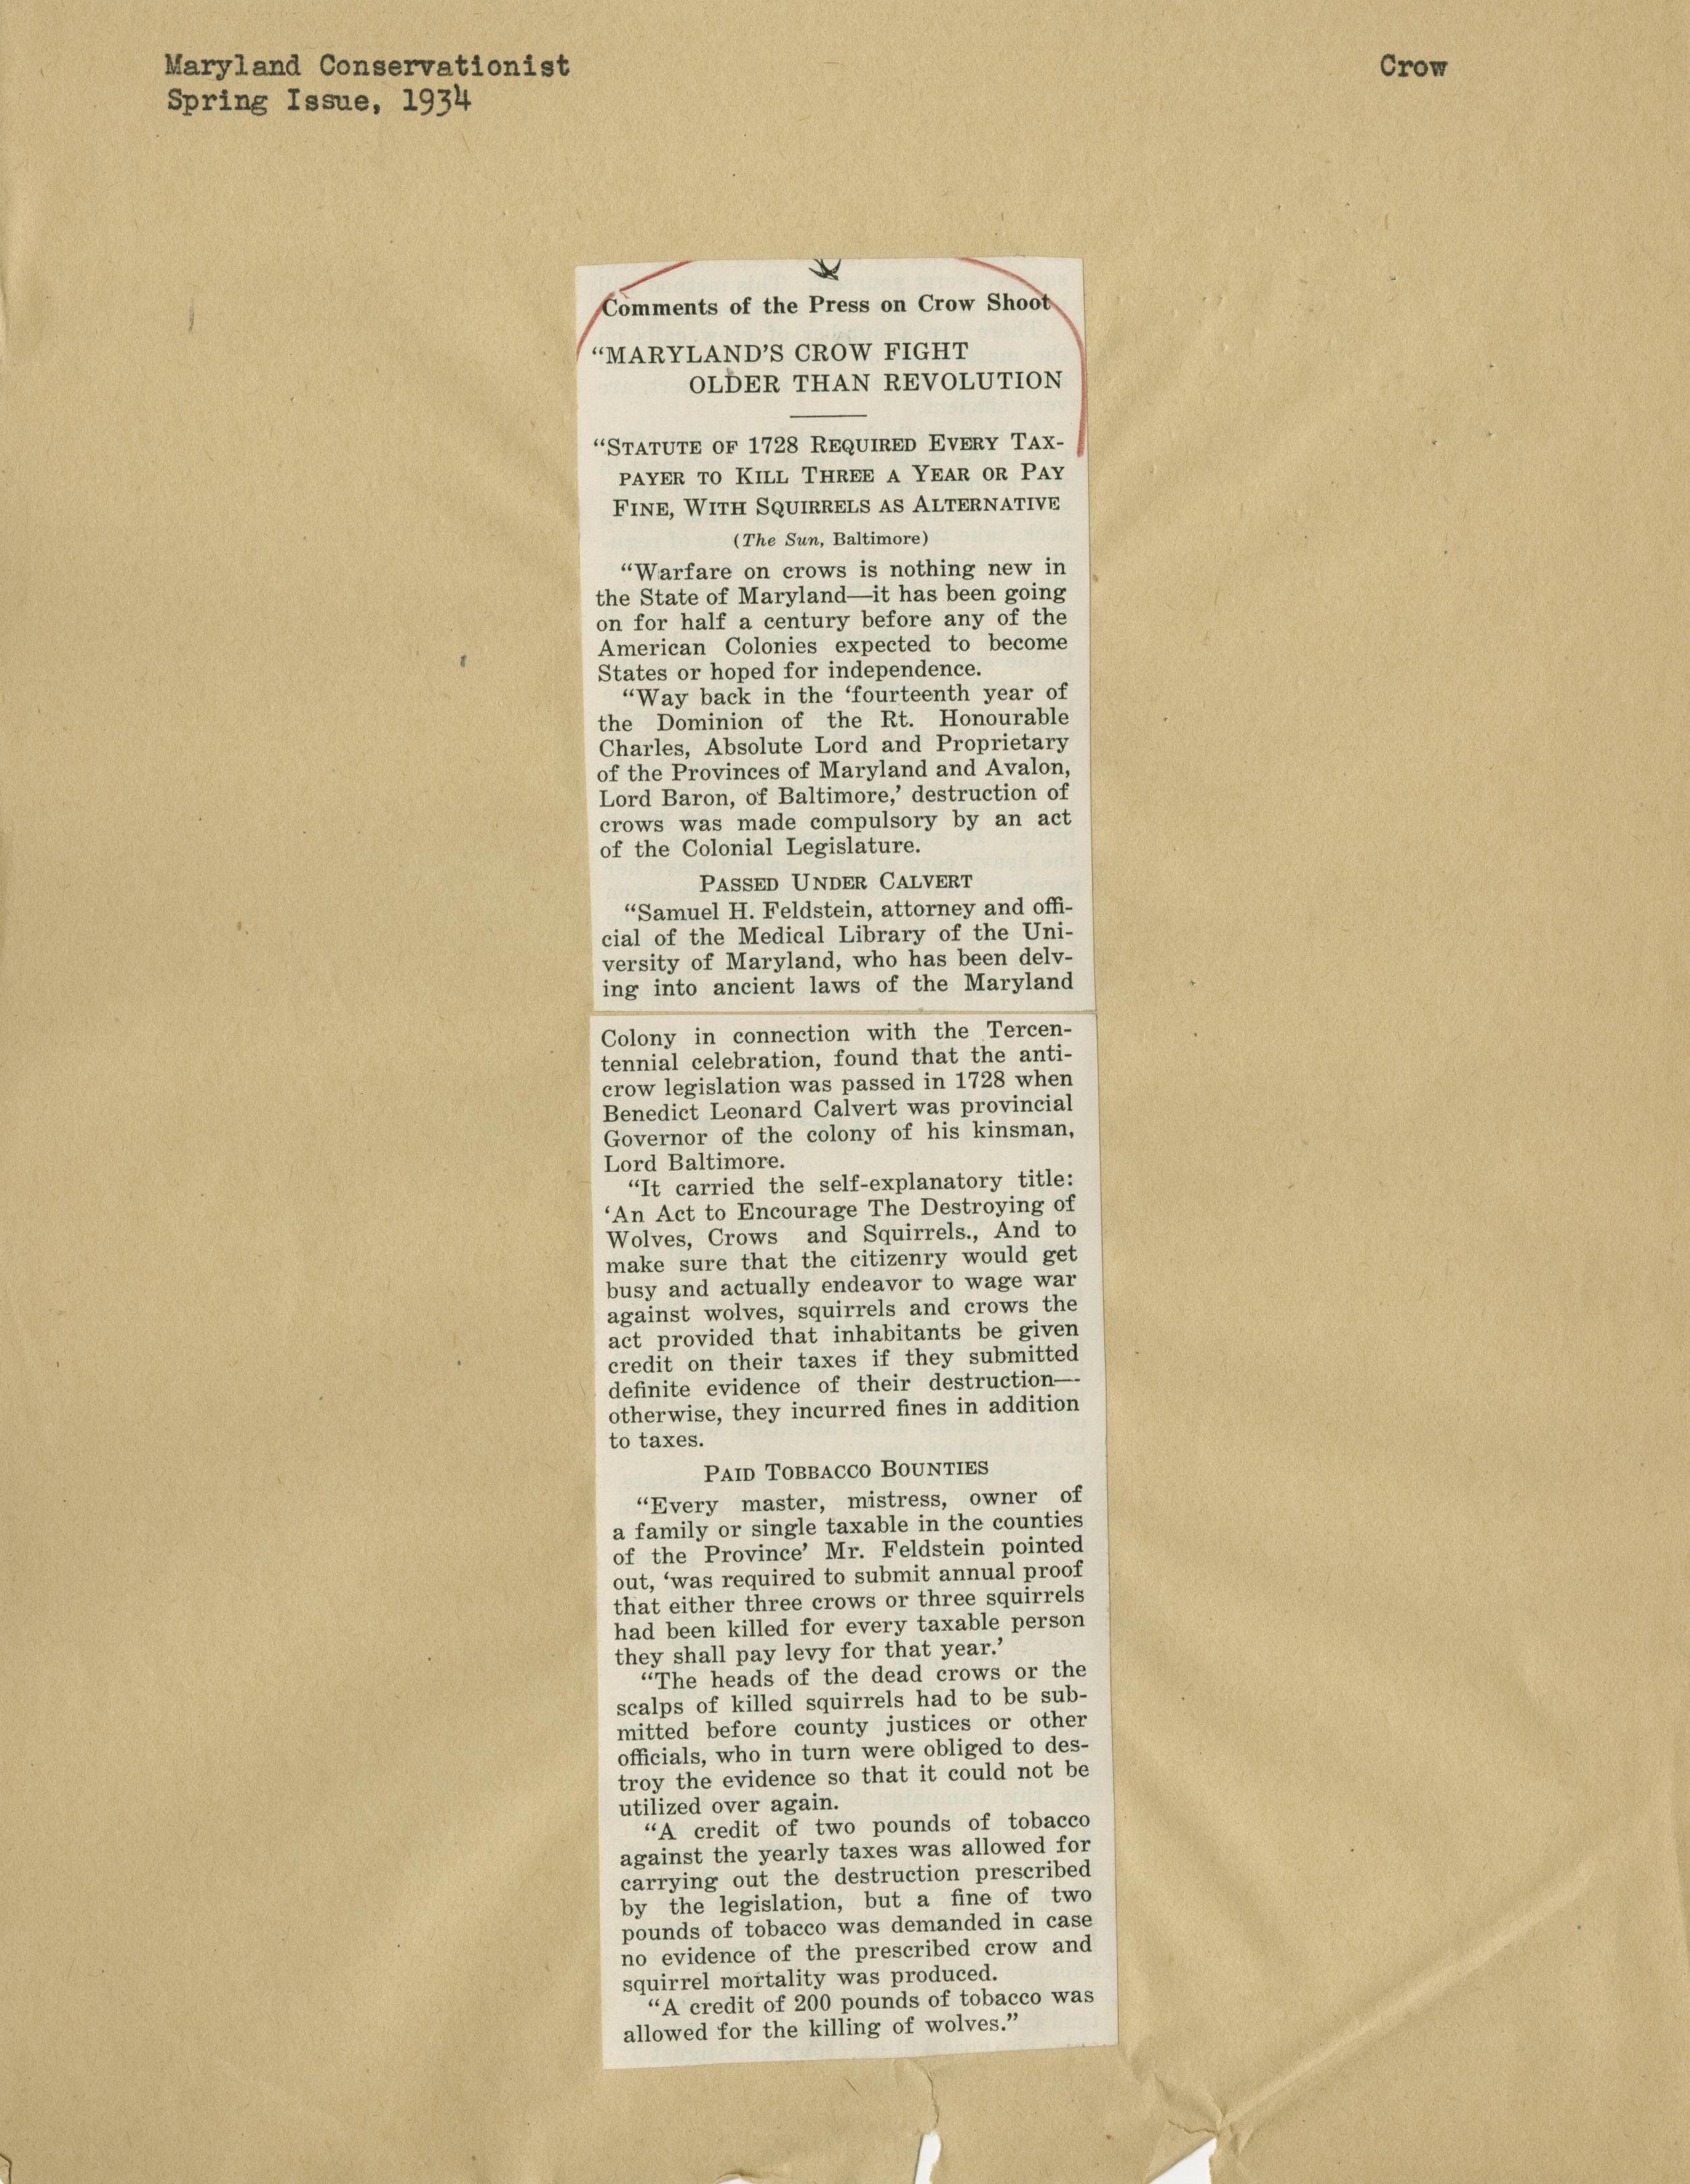 Maryland Conservationist
Spring Issue, 1934
Crow
Comments of the Press on Crow Shoot
“MARYLAND’S CROW FIGHT
OLDER THAN REVOLUTION
“STATUTE OF 1728 REQUIRED EVERY TAX-
PAYER TO KILL THREE A YEAR OR PAY
FINE, WITH SQUIRRELS AS ALTERNATIVE
(The Sun, Baltimore)
“Warfare on crows is nothing new in
the State of Maryland—it has been going
on for half a century before any of the
American Colonies expected to become
States or hoped for independence.
“Way back in the ‘fourteenth year of
the Dominion of the Rt. Honourable
Charles, Absolute Lord and Proprietary
of the Provinces of Maryland and Avalon,
Lord Baron, of Baltimore,’ destruction of
crows was made compulsory by an act
of the Colonial Legislature.
PASSED UNDER CALVERT
“Samuel H. Feldstein, attorney and offi-
cial of the Medical Library of the Uni-
versity of Maryland, who has been delv-
ing into ancient laws of the Maryland
Colony in connection with the Tercen-
tennial celebration, found that the anti-
crow legislation was passed in 1728 when
Benedict Leonard Calvert was provincial
Governor of the colony of his kinsman,
Lord Baltimore.
“It carried the self-explanatory title:
‘An Act to Encourage The Destroying of
Wolves, Crows and Squirrels., And to
make sure that the citizenry would get
busy and actually endeavor to wage war
against wolves, squirrels and crows the
act provided that inhabitants be given
credit on their taxes if they submitted
definite evidence of their destruction—-
otherwise, they incurred fines in addition
to taxes.
PAID TOBBACCO BOUNTIES
“Every master, mistress, owner of
a family or single taxable in the counties
of the Province’ Mr. Feldstein pointed
out, ‘was required to submit annual proof
that either three crows or three squirrels
had been killed for every taxable person
they shall pay levy for that year.’
“The heads of the dead crows or the
scalps of killed squirrels had to be sub-
mitted before county justices or other
officials, who in turn were obliged to des-
troy the evidence so that it could not be
utilized over again.
“A credit of two pounds of tobacco
against the yearly taxes was allowed for
carrying out the destruction prescribed
by the legislation, but a fine of two
pounds of tobacco was demanded in case
no evidence of the prescribed crow and
squirrel mortality was produced.
“A credit of 200 pounds of tobacco was
allowed for the killing of wolves.”